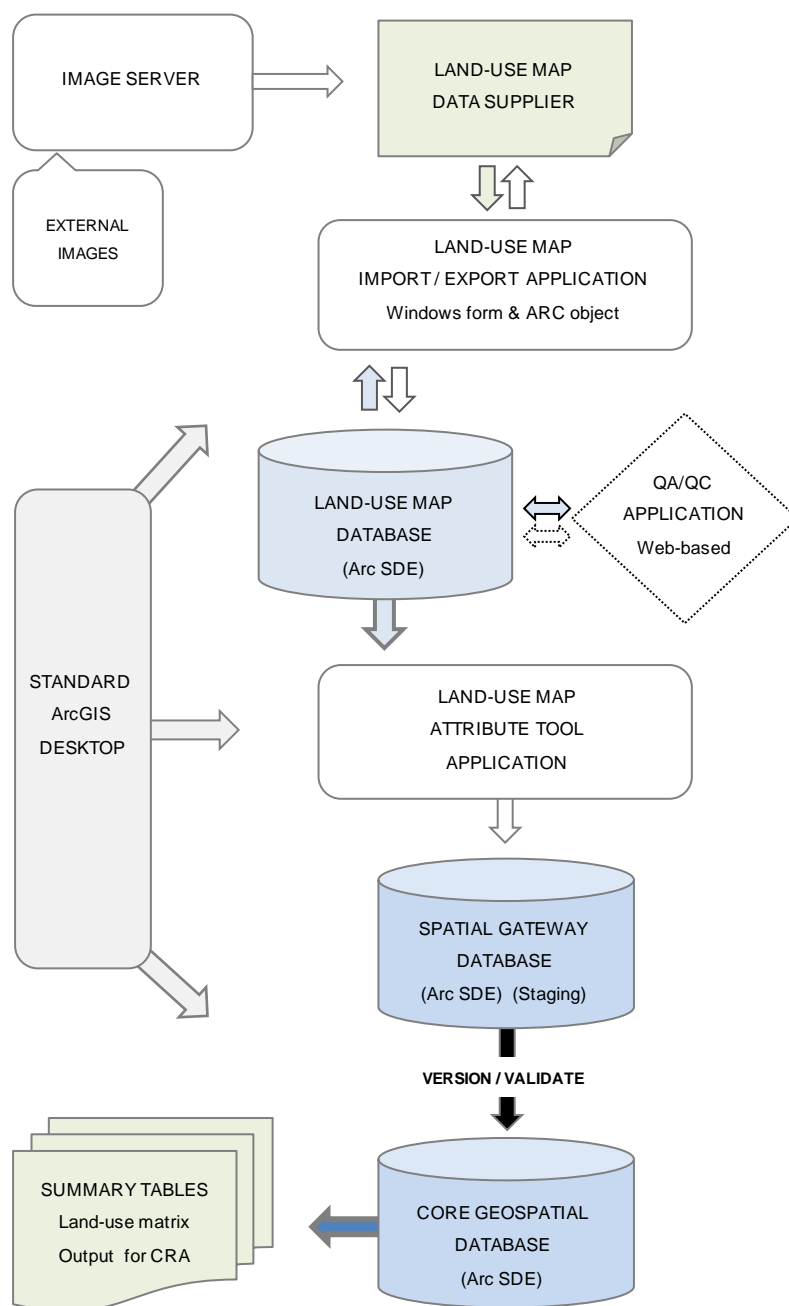 IMAGE SERVER
LAND-USE MAP
DATA SUPPLIER
EXTERNAL
IMAGES
LAND-USE MAP
IMPORT / EXPORT APPLICATION
Windows form & ARC object
LAND-USE MAP
DATABASE
(Arc SDE)
QA/QC
APPLICATION
Web-based
STANDARD
ArcGIS
DESKTOP
LAND-USE MAP
ATTRIBUTE TOOL
APPLICATION
SPATIAL GATEWAY
DATABASE
(Arc SDE) (Staging)
VERSION / VALIDATE
SUMMARY TABLES
Land-use matrix
Output for CRA
CORE GEOSPATIAL
DATABASE
(Arc SDE)